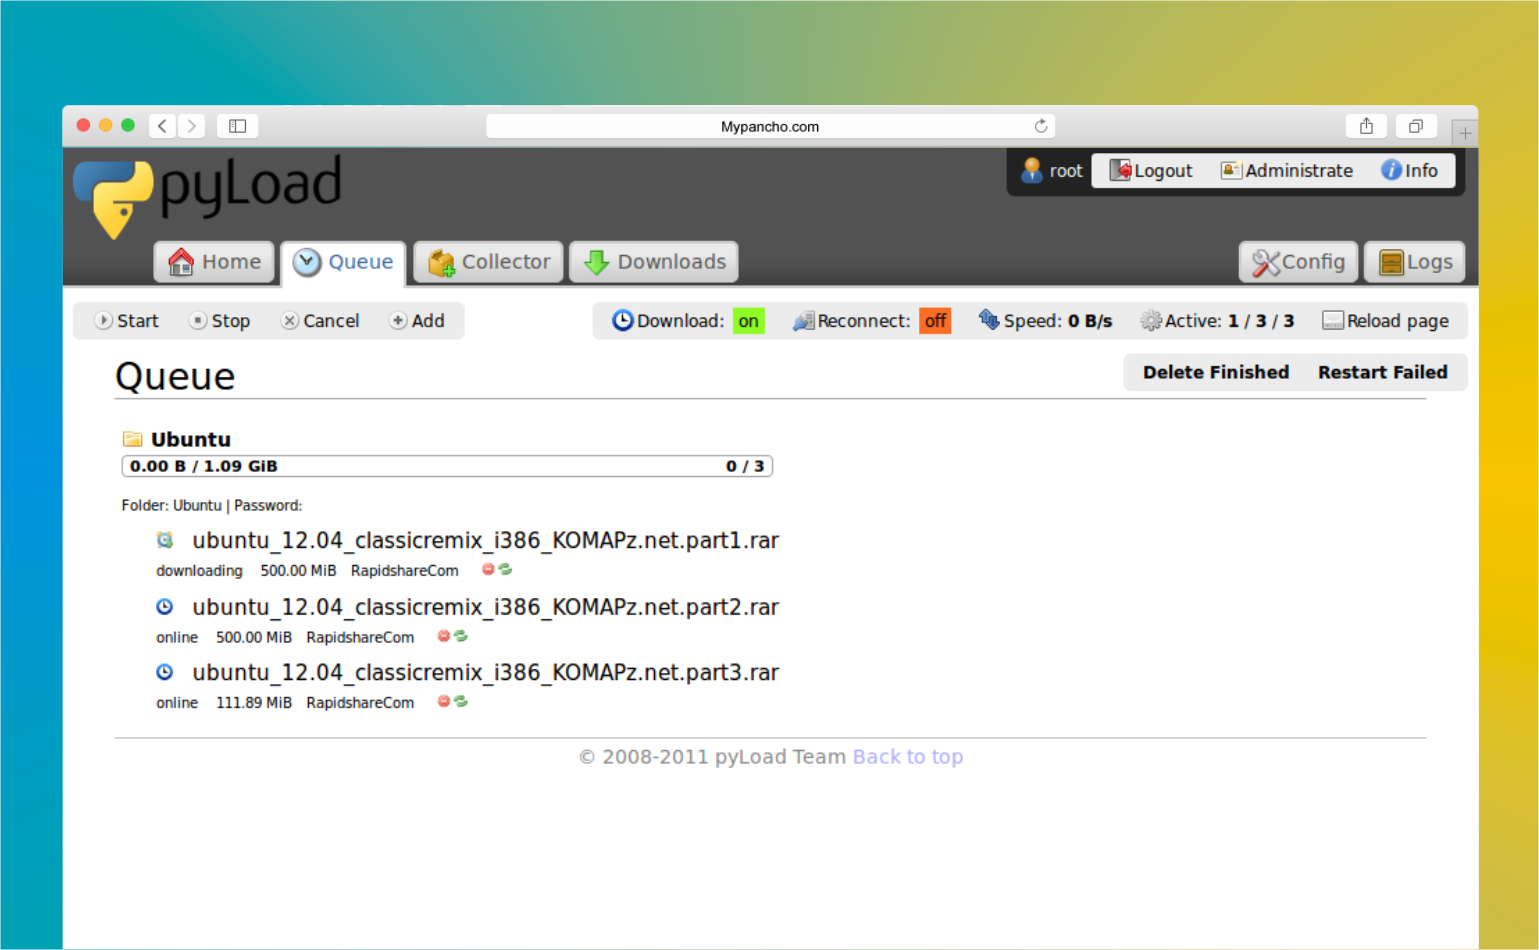 Mypancho.com
pyLoad
root Logout Administrate Info
Home Queue Collector Downloads Config Logs
Start Stop Cancel Add Download: on Reconnect: off Speed: 0 B/s Active: 1 / 3 / 3 Reload page
Queue Delete Finished Restart Failed
Ubuntu
0.00 B / 1.09 GiB 0 / 3
Folder: Ubuntu | Password:
ubuntu_12.04_classicremix_i386_KOMAPz.net.part1.rar
downloading 500.00 MiB RapidshareCom
ubuntu_12.04_classicremix_i386_KOMAPz.net.part2.rar
online 500.00 MiB RapidshareCom
ubuntu_12.04_classicremix_i386_KOMAPz.net.part3.rar
online 111.89 MiB RapidshareCom
© 2008-2011 pyLoad Team Back to top